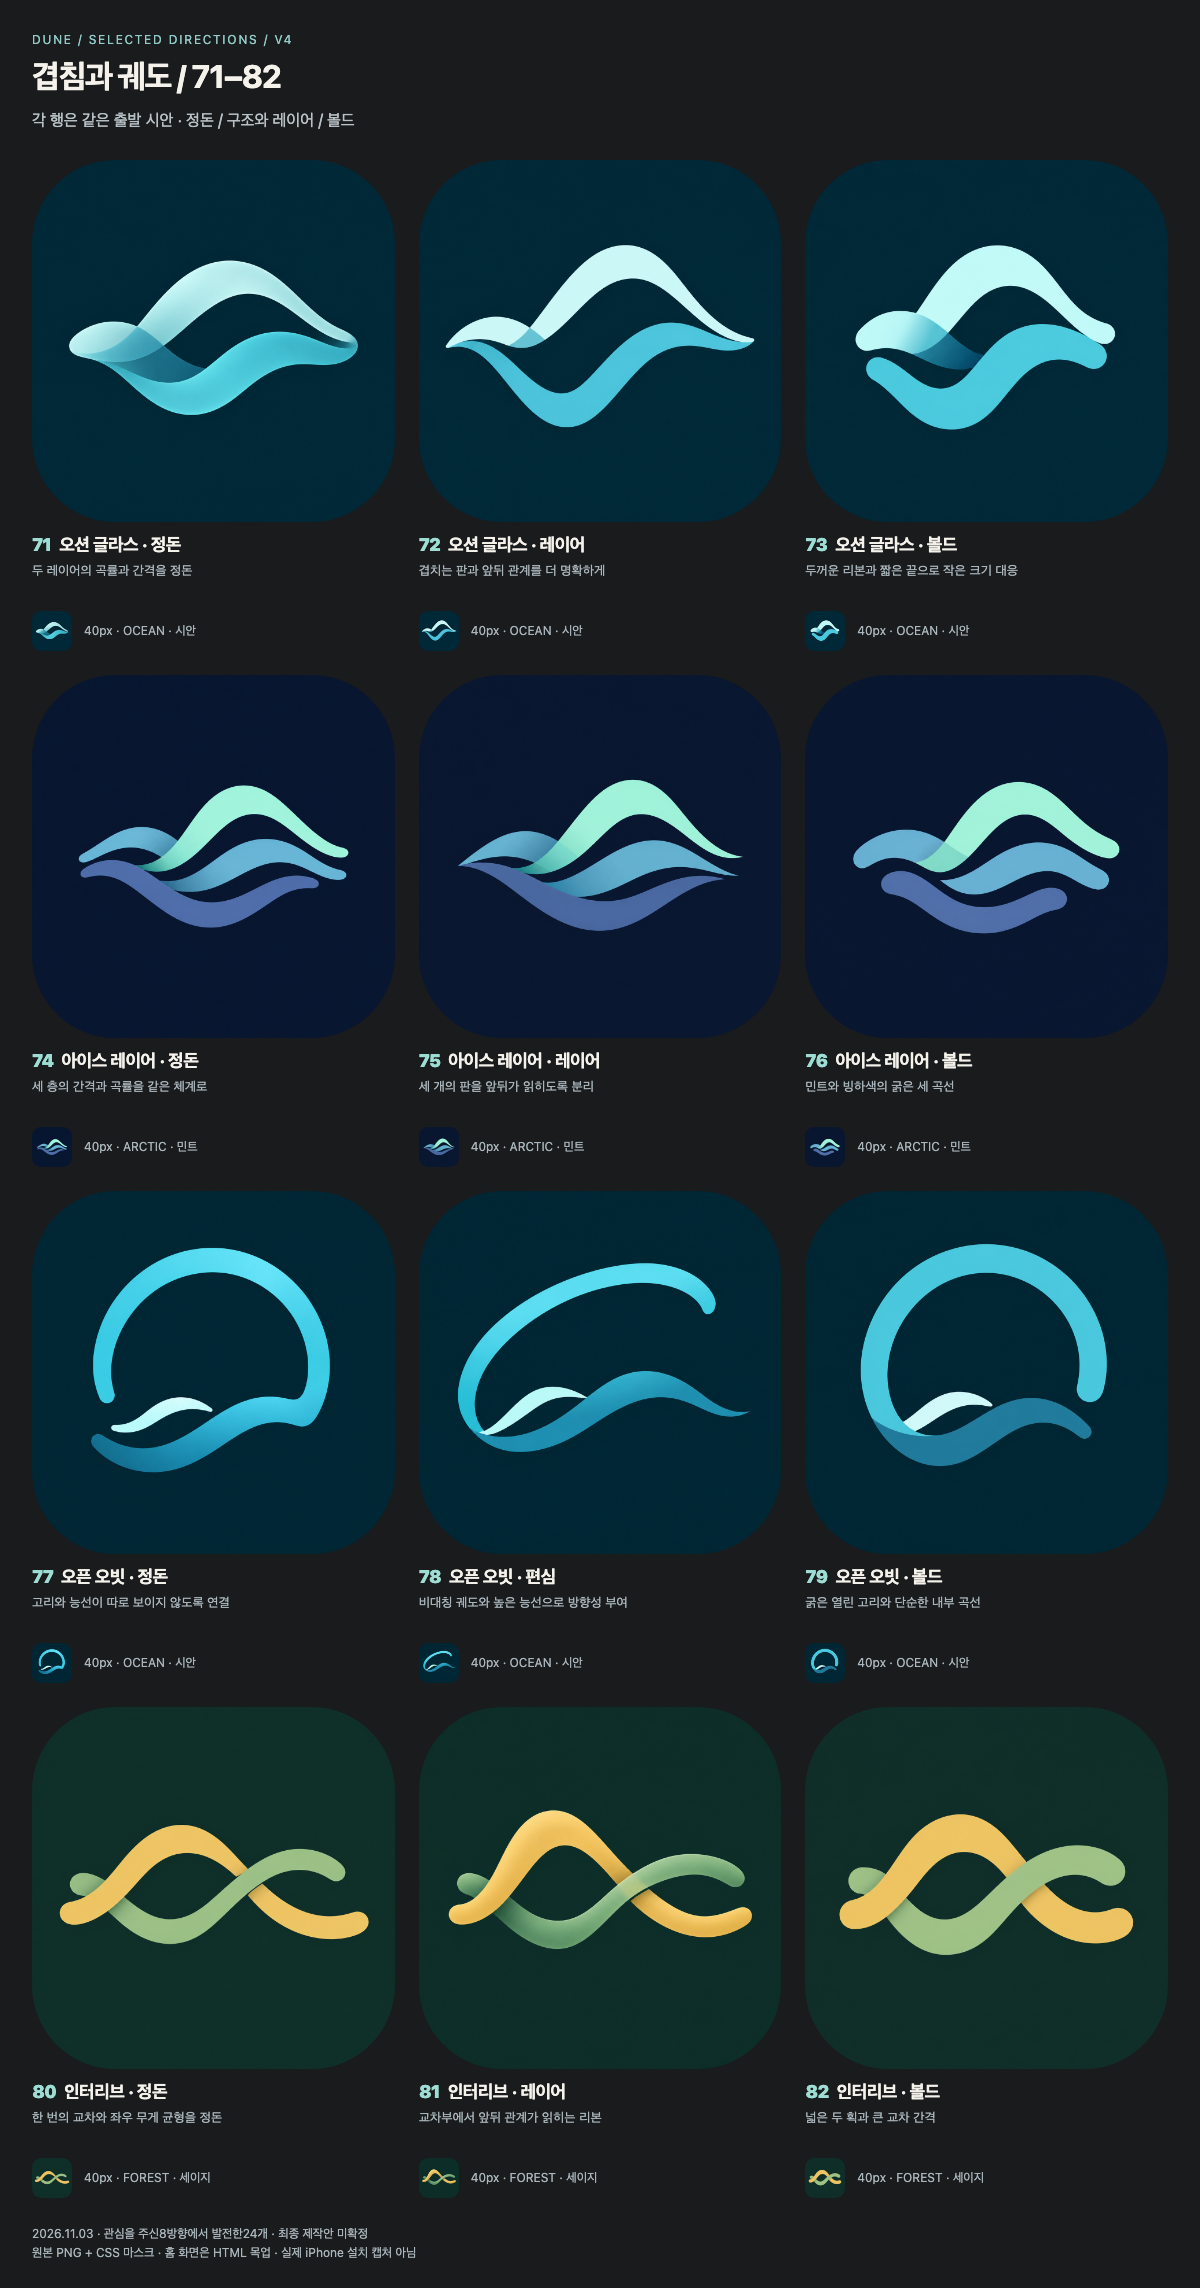 DUNE / SELECTED DIRECTIONS / V4
겹침과 궤도 / 71–82
각 행은 같은 출발 시안 · 정돈 / 구조와 레이어 / 볼드
71 오션 글라스 · 정돈
두 레이어의 곡률과 간격을 정돈
40px · OCEAN · 시안
72 오션 글라스 · 레이어
겹치는 판과 앞뒤 관계를 더 명확하게
40px · OCEAN · 시안
73 오션 글라스 · 볼드
두꺼운 리본과 짧은 끝으로 작은 크기 대응
40px · OCEAN · 시안
74 아이스 레이어 · 정돈
세 층의 간격과 곡률을 같은 체계로
40px · ARCTIC · 민트
75 아이스 레이어 · 레이어
세 개의 판을 앞뒤가 읽히도록 분리
40px · ARCTIC · 민트
76 아이스 레이어 · 볼드
민트와 빙하색의 굵은 세 곡선
40px · ARCTIC · 민트
77 오픈 오빗 · 정돈
고리와 능선이 따로 보이지 않도록 연결
40px · OCEAN · 시안
78 오픈 오빗 · 편심
비대칭 궤도와 높은 능선으로 방향성 부여
40px · OCEAN · 시안
79 오픈 오빗 · 볼드
굵은 열린 고리와 단순한 내부 곡선
40px · OCEAN · 시안
80 인터리브 · 정돈
한 번의 교차와 좌우 무게 균형을 정돈
40px · FOREST · 세이지
81 인터리브 · 레이어
교차부에서 앞뒤 관계가 읽히는 리본
40px · FOREST · 세이지
82 인터리브 · 볼드
넓은 두 획과 큰 교차 간격
40px · FOREST · 세이지
2026.11.03 · 관심을 주신8방향에서 발전한24개 · 최종 제작안 미확정
원본 PNG + CSS 마스크 · 홈 화면은 HTML 목업 · 실제 iPhone 설치 캡처 아님